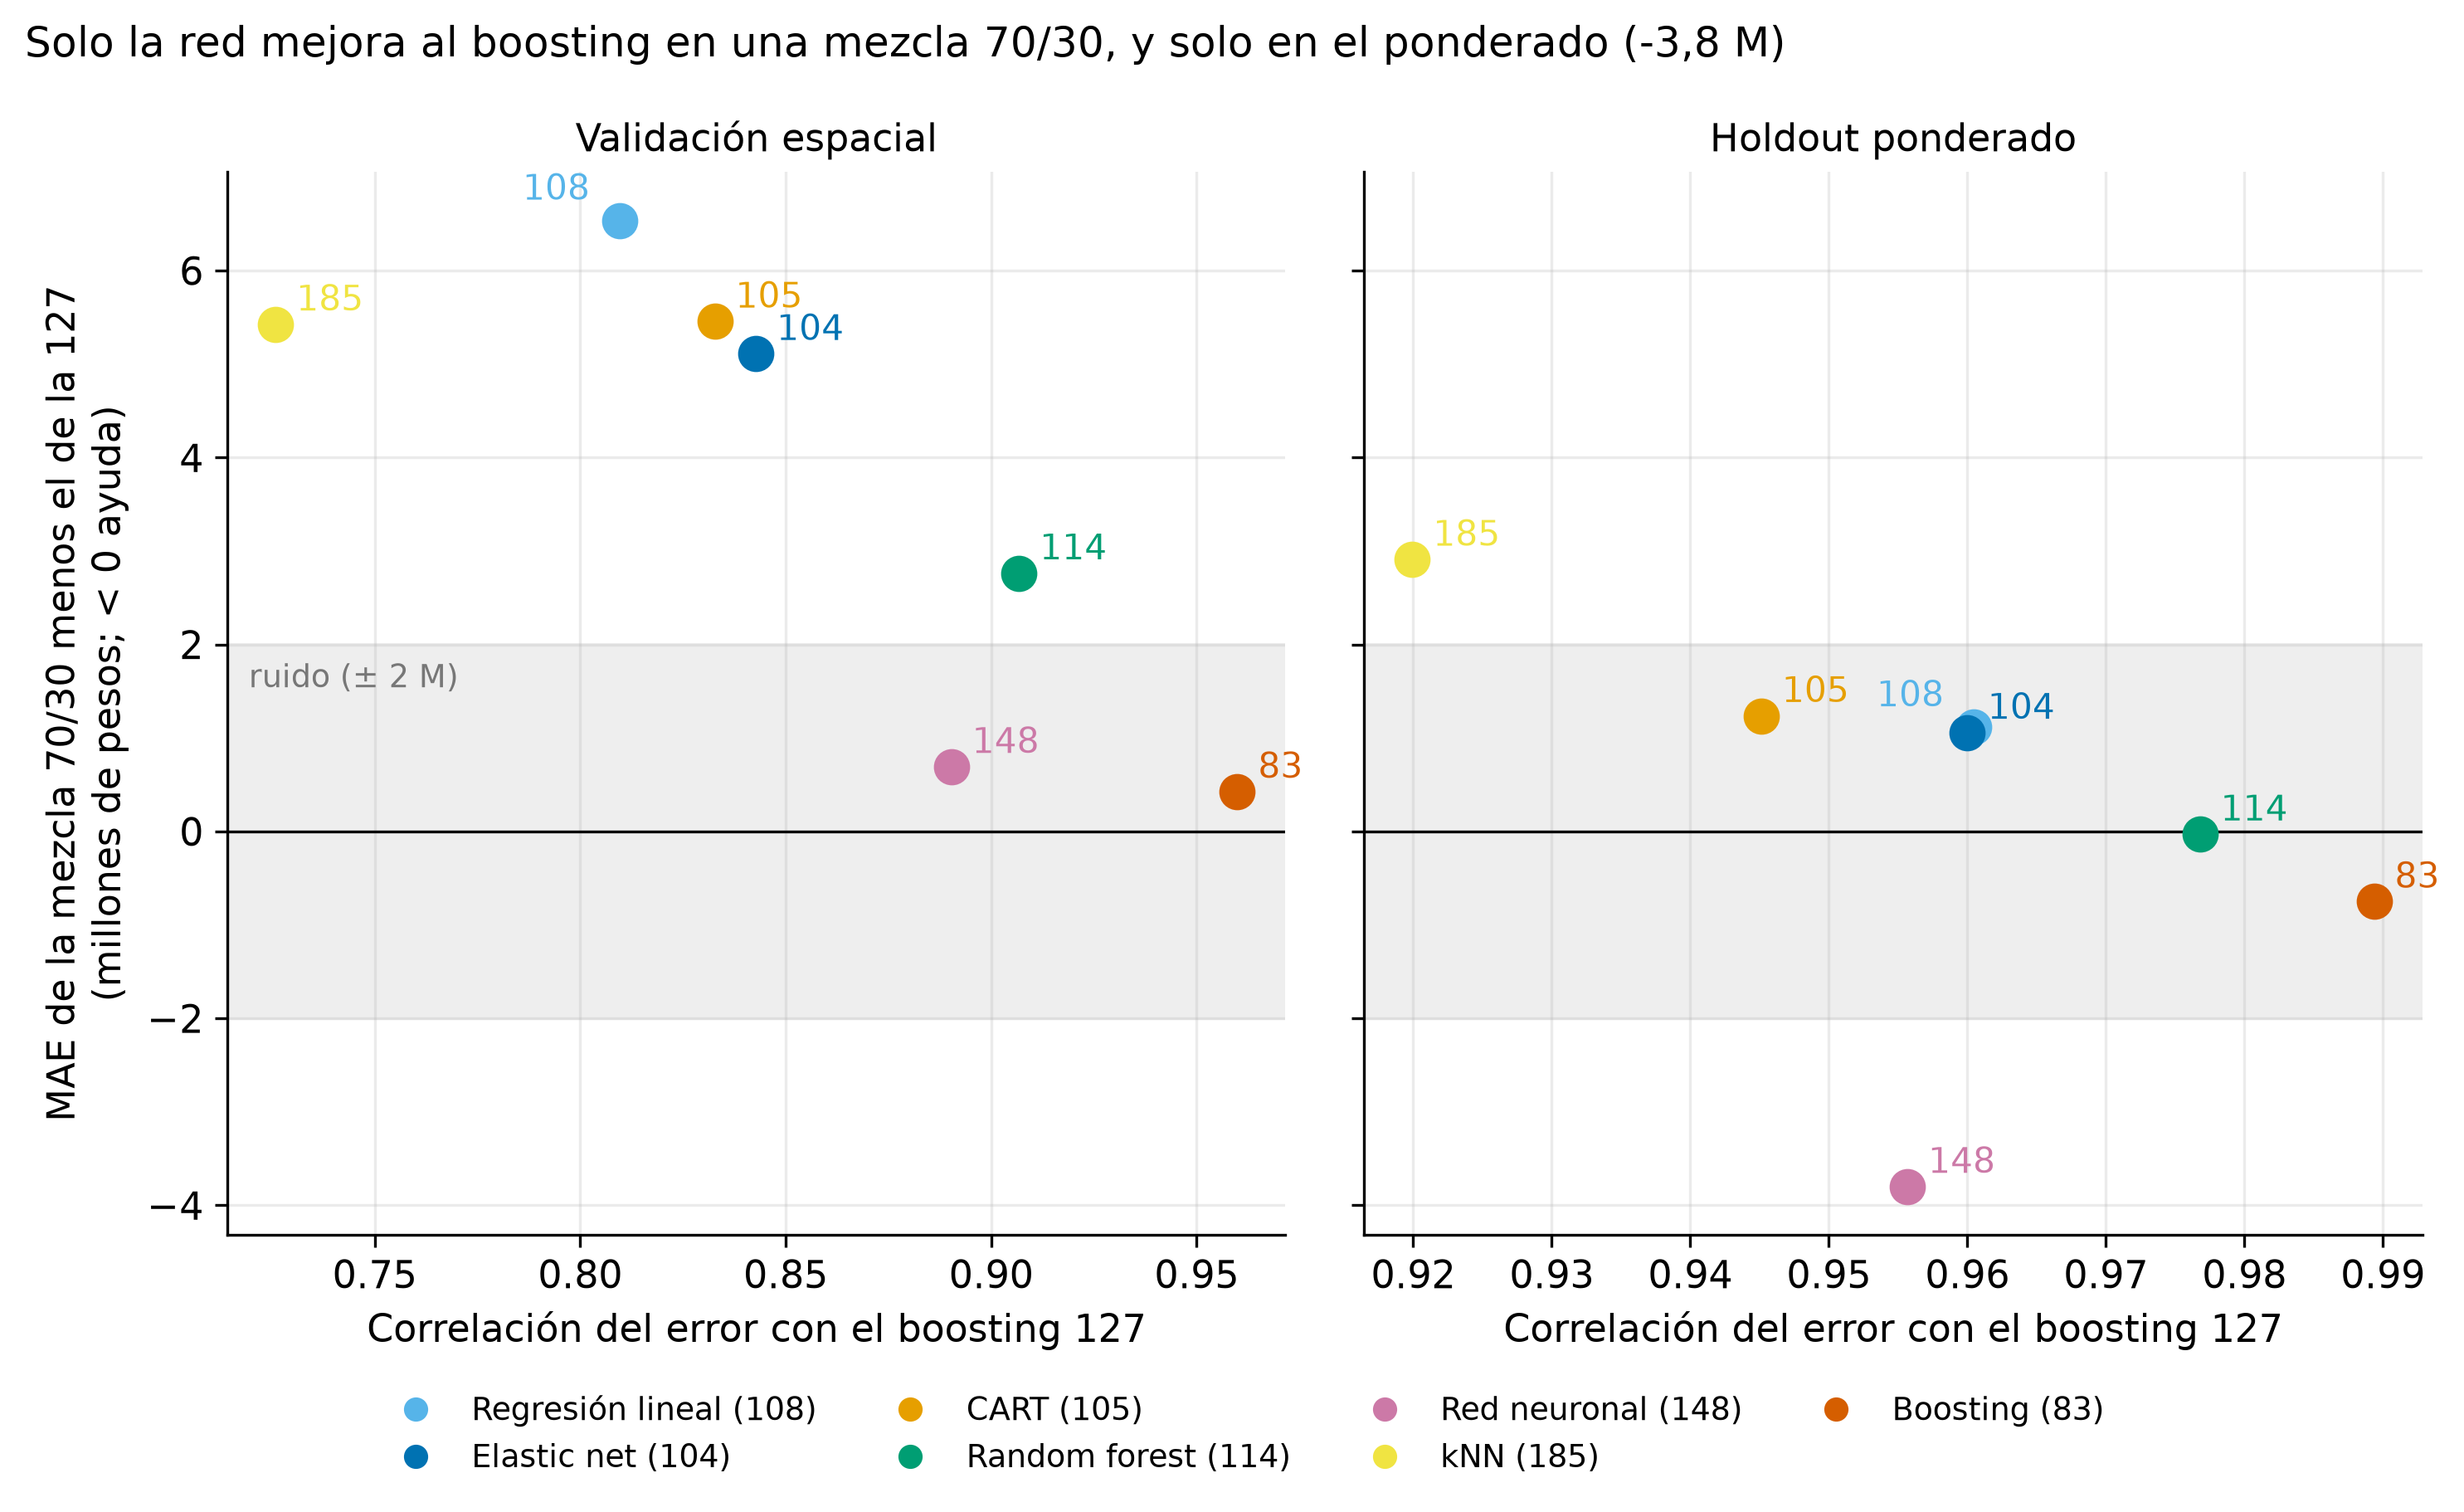 Solo la red mejora al boosting en una mezcla 70/30, y solo en el ponderado (-3,8 M)
Validación espacial
Holdout ponderado
MAE de la mezcla 70/30 menos el de la 127
(millones de pesos; < 0 ayuda)
6
4
2
0
−2
−4
108
185
105
104
114
ruido (± 2 M)
148
83
185
105
108
104
114
83
148
0.75
0.80
0.85
0.90
0.95
0.92
0.93
0.94
0.95
0.96
0.97
0.98
0.99
Correlación del error con el boosting 127
Correlación del error con el boosting 127
Regresión lineal (108)
CART (105)
Red neuronal (148)
Boosting (83)
Elastic net (104)
Random forest (114)
kNN (185)